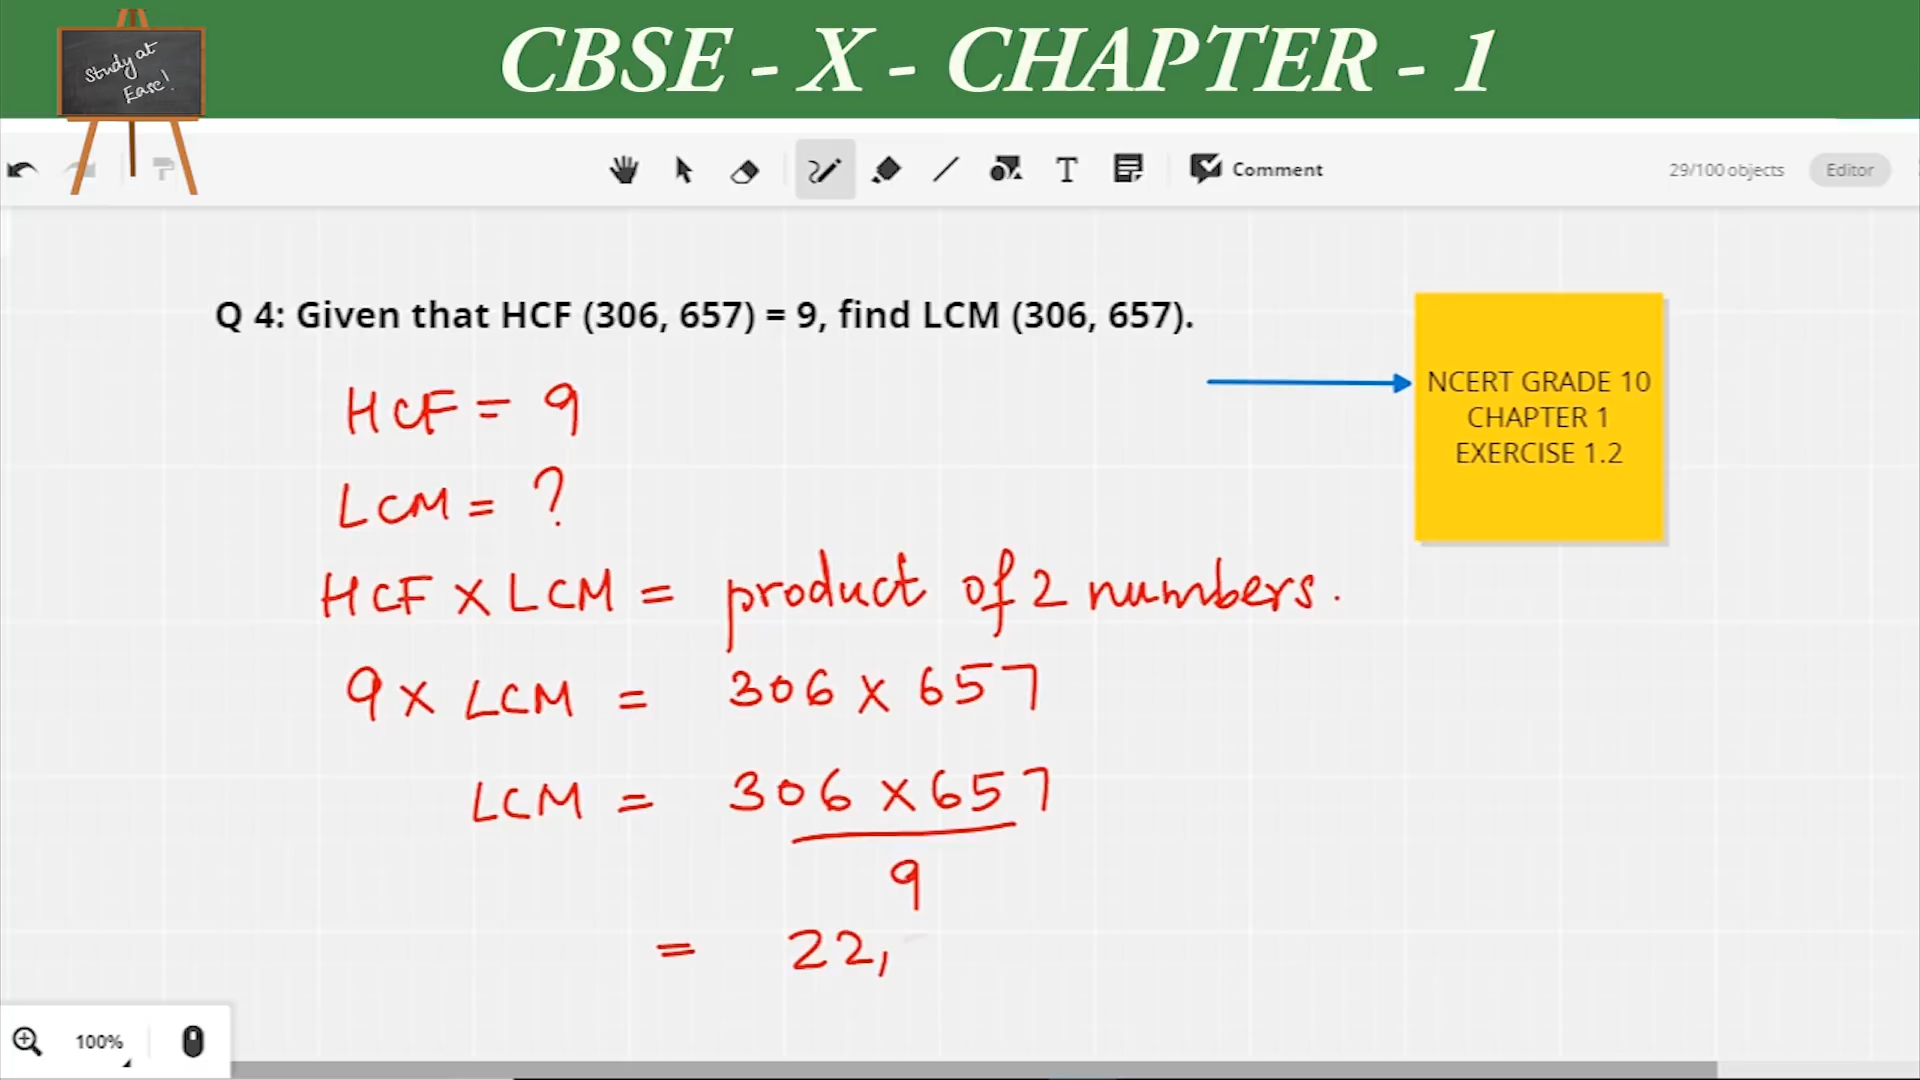 CBSE - X - CHAPTER - 1
Study at
Ease!
Comment
29/100 objects
Editor
Q 4: Given that HCF (306, 657) = 9, find LCM (306, 657).
NCERT GRADE 10
CHAPTER 1
EXERCISE 1.2
HCF = 9
LCM = ?
HCF X LCM = product of 2 numbers.
9 X LCM = 306 X 657
LCM = 306 X 657
9
= 22,
100%